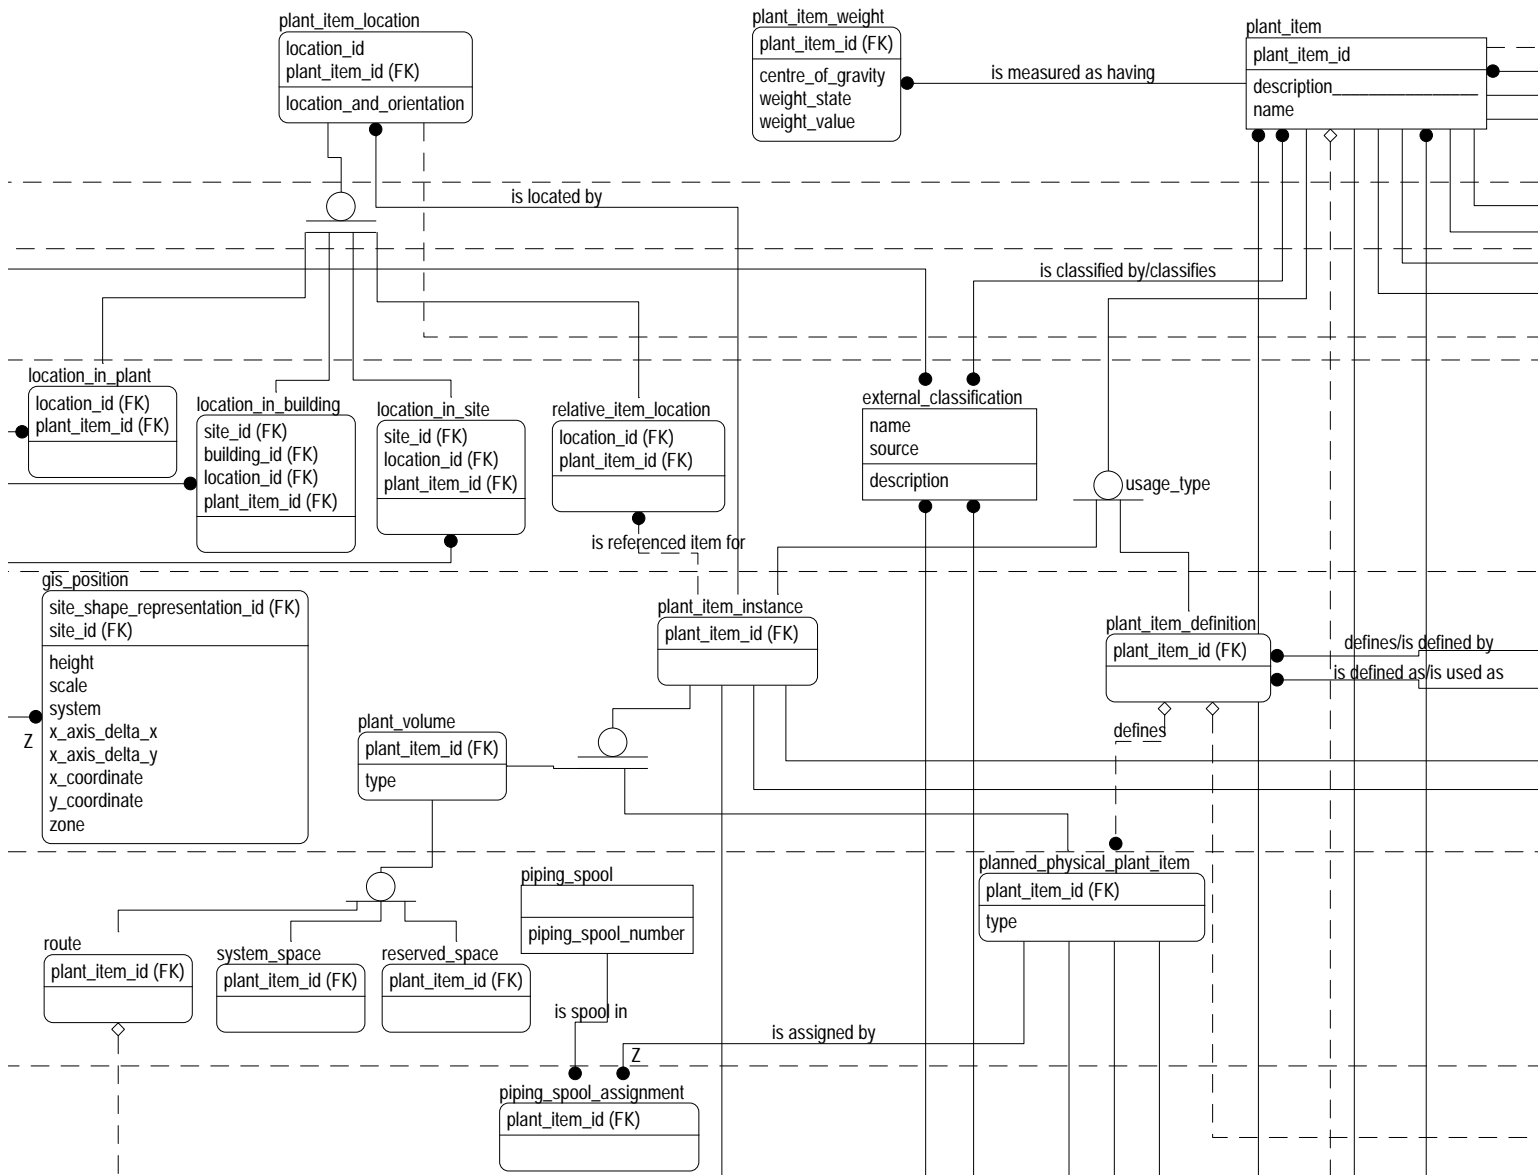 plant_item_location
location_id
plant_item_id (FK)
location_and_orientation
plant_item_weight
plant_item_id (FK)
centre_of_gravity
weight_state
weight_value
is measured as having
plant_item
plant_item_id
description________________
name
is located by
is classified by/classifies
location_in_plant
location_id (FK)
plant_item_id (FK)
location_in_building
site_id (FK)
building_id (FK)
location_id (FK)
plant_item_id (FK)
location_in_site
site_id (FK)
location_id (FK)
plant_item_id (FK)
relative_item_location
location_id (FK)
plant_item_id (FK)
external_classification
name
source
description
usage_type
is referenced item for
gis_position
site_shape_representation_id (FK)
site_id (FK)
height
scale
system
x_axis_delta_x
x_axis_delta_y
x_coordinate
y_coordinate
zone
Z
plant_item_instance
plant_item_id (FK)
plant_item_definition
plant_item_id (FK)
defines/is defined by
is defined as/is used as
defines
plant_volume
plant_item_id (FK)
type
planned_physical_plant_item
plant_item_id (FK)
type
piping_spool
piping_spool_number
route
plant_item_id (FK)
system_space
plant_item_id (FK)
reserved_space
plant_item_id (FK)
is spool in
is assigned by
Z
piping_spool_assignment
plant_item_id (FK)